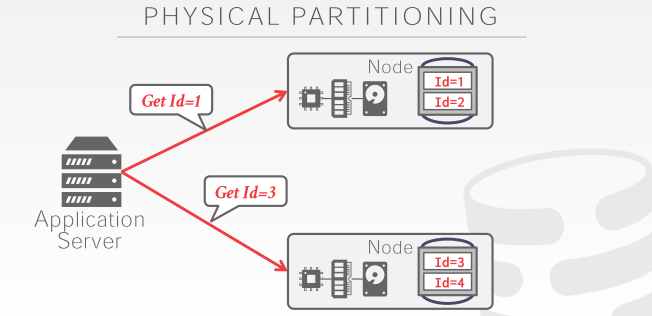 PHYSICAL PARTITIONING
Node
Id=1
Id=2
Get Id=1
Get Id=3
Application
Server
Node
Id=3
Id=4